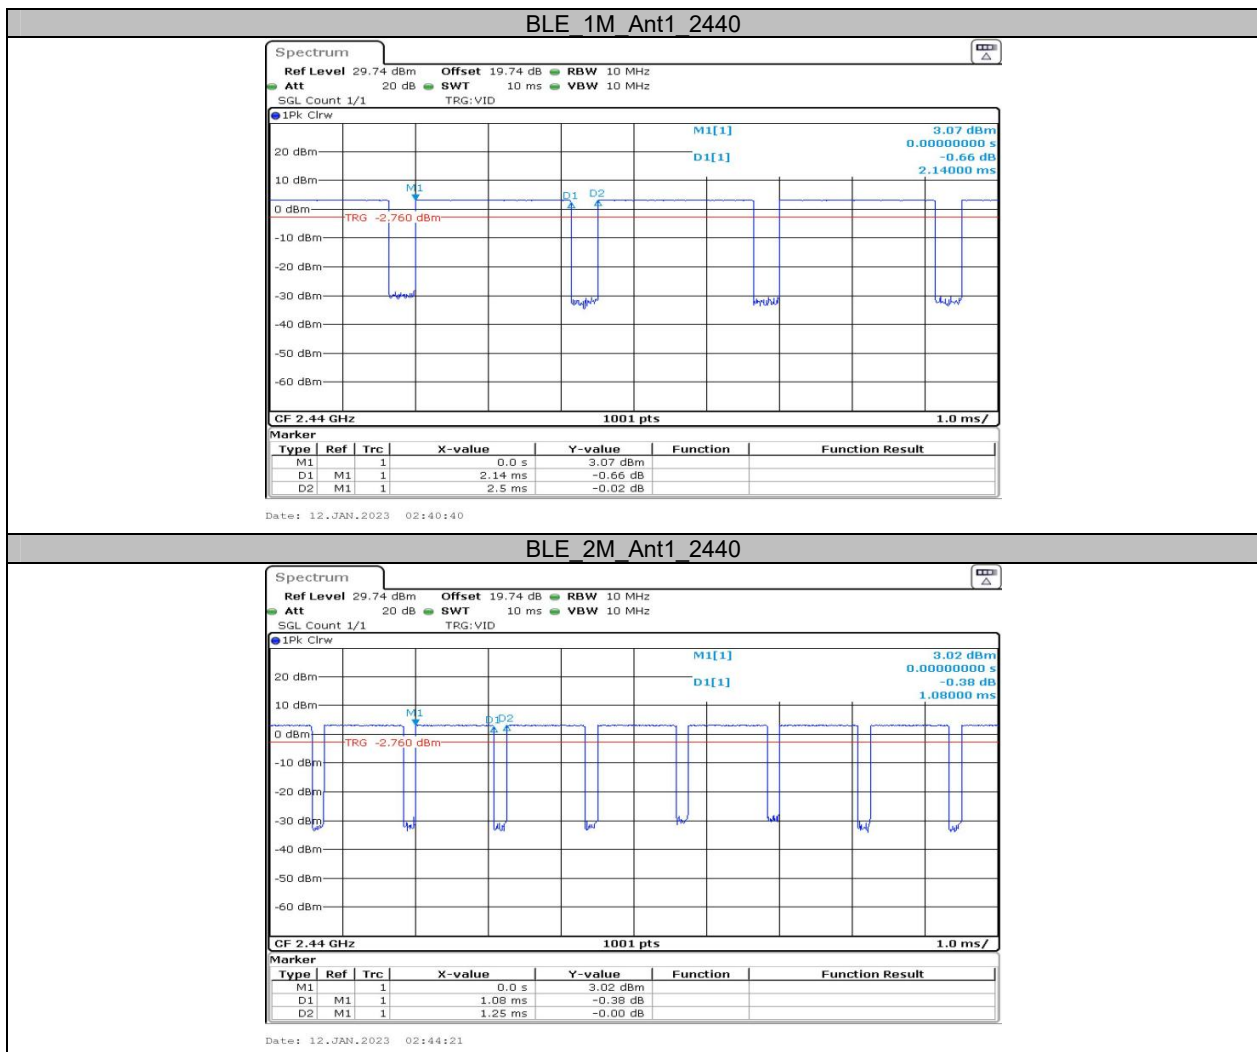 BLE_1M_Ant1_2440
Spectrum
Ref Level 29.74 dBm Offset 19.74 dB RBW 10 MHz
Att 20 dB SWT 10 ms VBW 10 MHz
SGL Count 1/1 TRG:VID
1Pk Clrw
M1[1] 3.07 dBm
0.00000000 s
20 dBm
D1[1] -0.66 dB
2.14000 ms
10 dBm
M1 D1 D2
0 dBm
TRG -2.760 dBm
-10 dBm
-20 dBm
-30 dBm
-40 dBm
-50 dBm
-60 dBm
CF 2.44 GHz 1001 pts 1.0 ms/
Marker
Type Ref Trc X-value Y-value Function Function Result
M1 1 0.0 s 3.07 dBm
D1 M1 1 2.14 ms -0.66 dB
D2 M1 1 2.5 ms -0.02 dB
Date: 12.JAN.2023 02:40:40
BLE_2M_Ant1_2440
Spectrum
Ref Level 29.74 dBm Offset 19.74 dB RBW 10 MHz
Att 20 dB SWT 10 ms VBW 10 MHz
SGL Count 1/1 TRG:VID
1Pk Clrw
M1[1] 3.02 dBm
0.00000000 s
20 dBm
D1[1] -0.38 dB
1.08000 ms
10 dBm
M1 D1 D2
0 dBm
TRG -2.760 dBm
-10 dBm
-20 dBm
-30 dBm
-40 dBm
-50 dBm
-60 dBm
CF 2.44 GHz 1001 pts 1.0 ms/
Marker
Type Ref Trc X-value Y-value Function Function Result
M1 1 0.0 s 3.02 dBm
D1 M1 1 1.08 ms -0.38 dB
D2 M1 1 1.25 ms -0.00 dB
Date: 12.JAN.2023 02:44:21